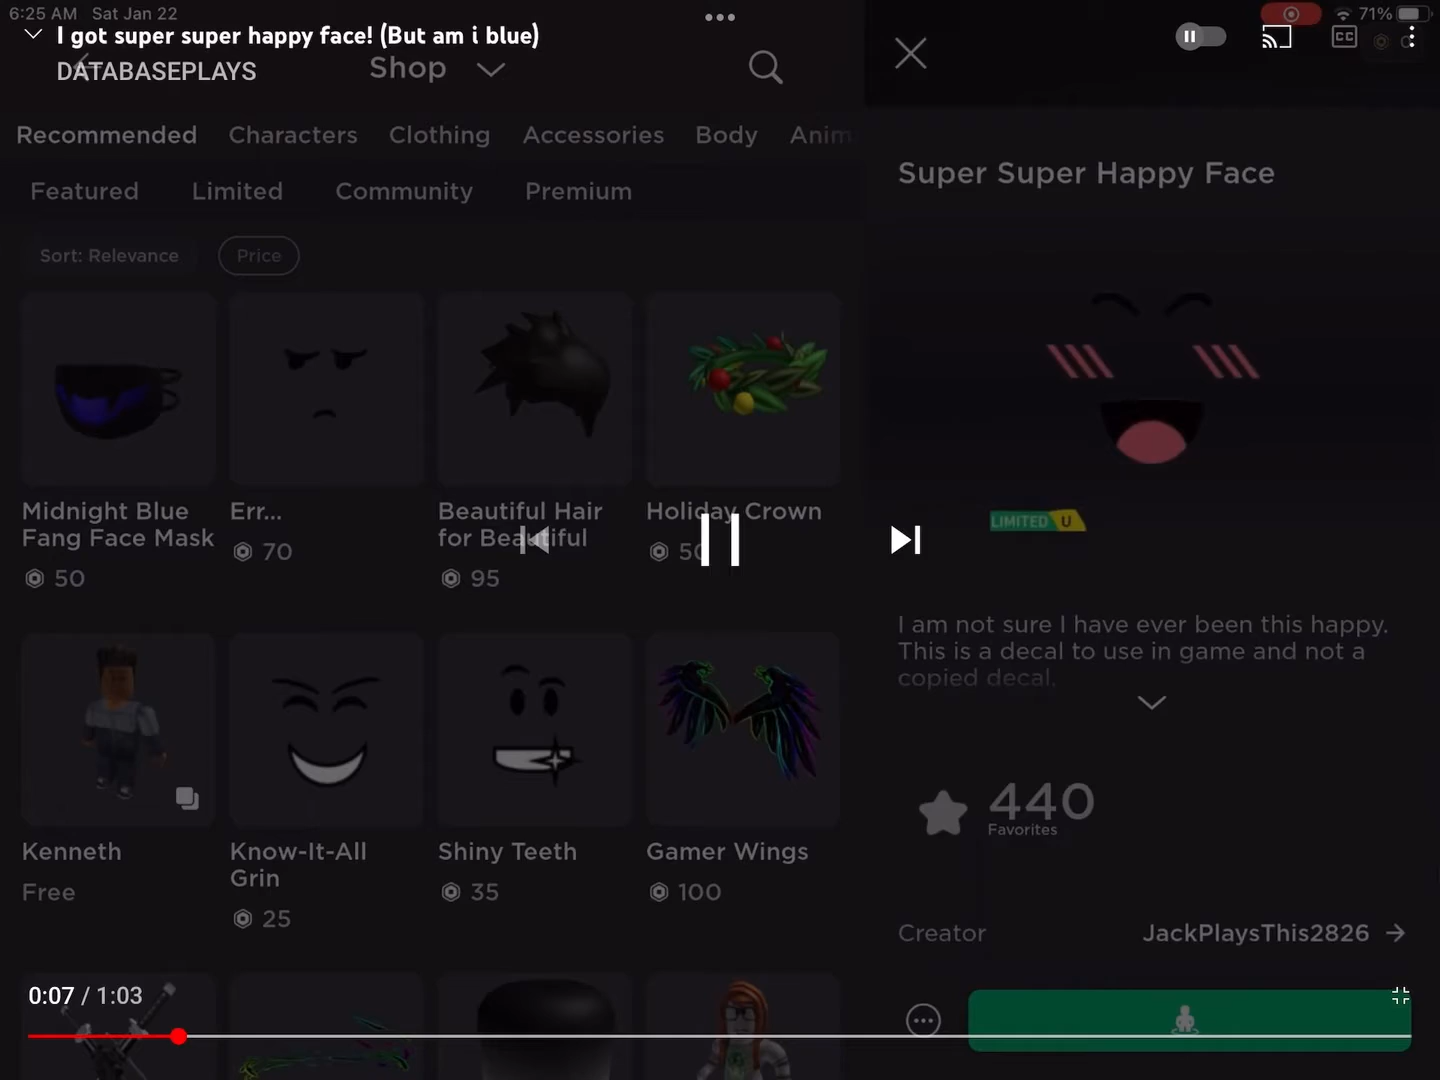 6:25 AM Sat Jan 22
71%
I got super super happy face! (But am i blue)
DATABASEPLAYS
Shop
CC
Recommended Characters Clothing Accessories Body Anim
Featured Limited Community Premium
Sort: Relevance Price
Super Super Happy Face
LIMITED U
Midnight Blue
Fang Face Mask
50
Err...
70
Beautiful Hair
for Beautiful
95
Holiday Crown
50
I am not sure I have ever been this happy.
This is a decal to use in game and not a
copied decal.
440
Favorites
Kenneth
Free
Know-It-All
Grin
25
Shiny Teeth
35
Gamer Wings
100
Creator JackPlaysThis2826
0:07 / 1:03